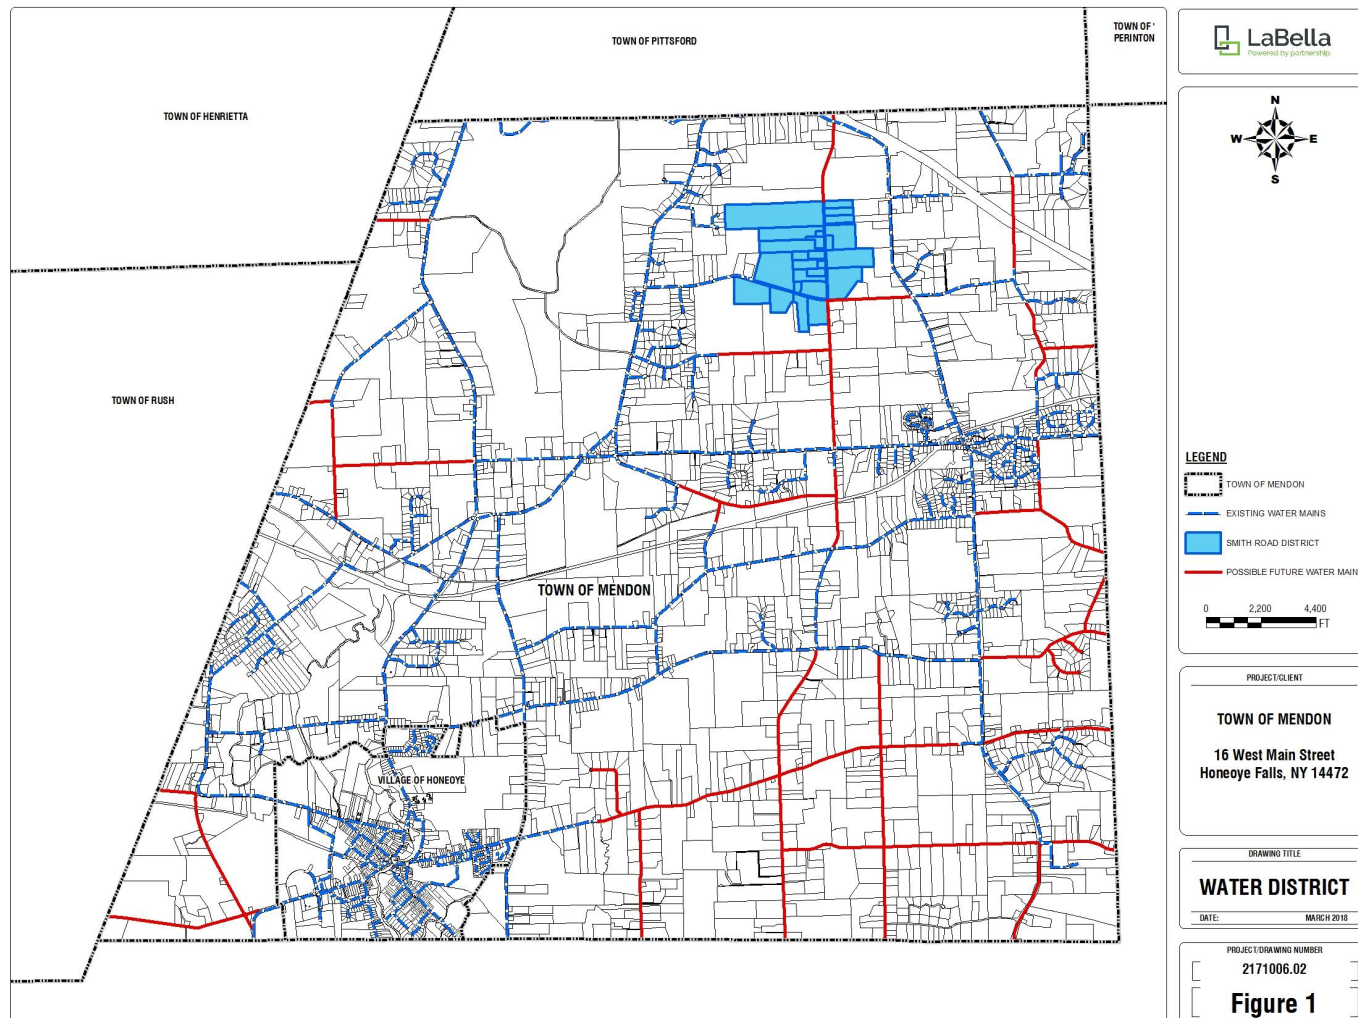 TOWN OF PITTSFORD
TOWN OF '
PERINTON
TOWN OF HENRIETTA
TOWN OF RUSH
TOWN OF MENDON
VILLAGE OF HONEOYE
LaBella
Powered by partnership.
N
W E
S
LEGEND
TOWN OF MENDON
EXISTING WATER MAINS
SMITH ROAD DISTRICT
POSSIBLE FUTURE WATER MAIN
0 2,200 4,400
FT
PROJECT/CLIENT
TOWN OF MENDON
16 West Main Street
Honeoye Falls, NY 14472
DRAWING TITLE
WATER DISTRICT
DATE: MARCH 2018
PROJECT/DRAWING NUMBER
2171006.02
Figure 1